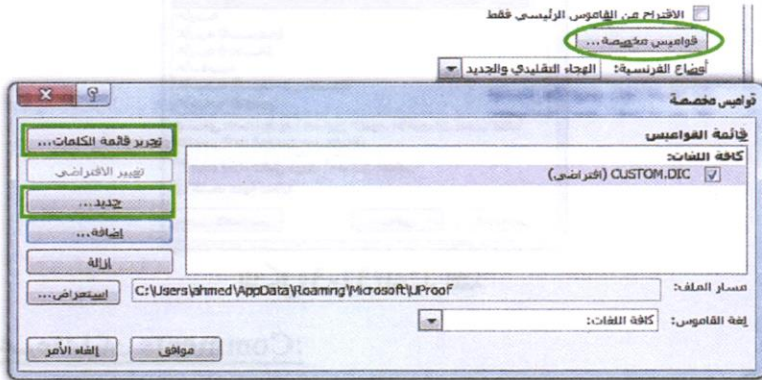 الاقتراح من القاموس الرئيسي فقط
قواميس مخصصة...
أوضاع الفرنسية: الهجاء التقليدي والجديد
قواميس مخصصة
قائمة القواميس
كافة اللغات:
CUSTOM.DIC (افتراضي)
تحرير قائمة الكلمات...
تغيير الافتراضي
جديد...
إضافة...
إزالة
مسار الملف: C:\Users\ahmed\AppData\Roaming\Microsoft\UProof استعراض...
لغة القاموس: كافة اللغات:
موافق إلغاء الأمر